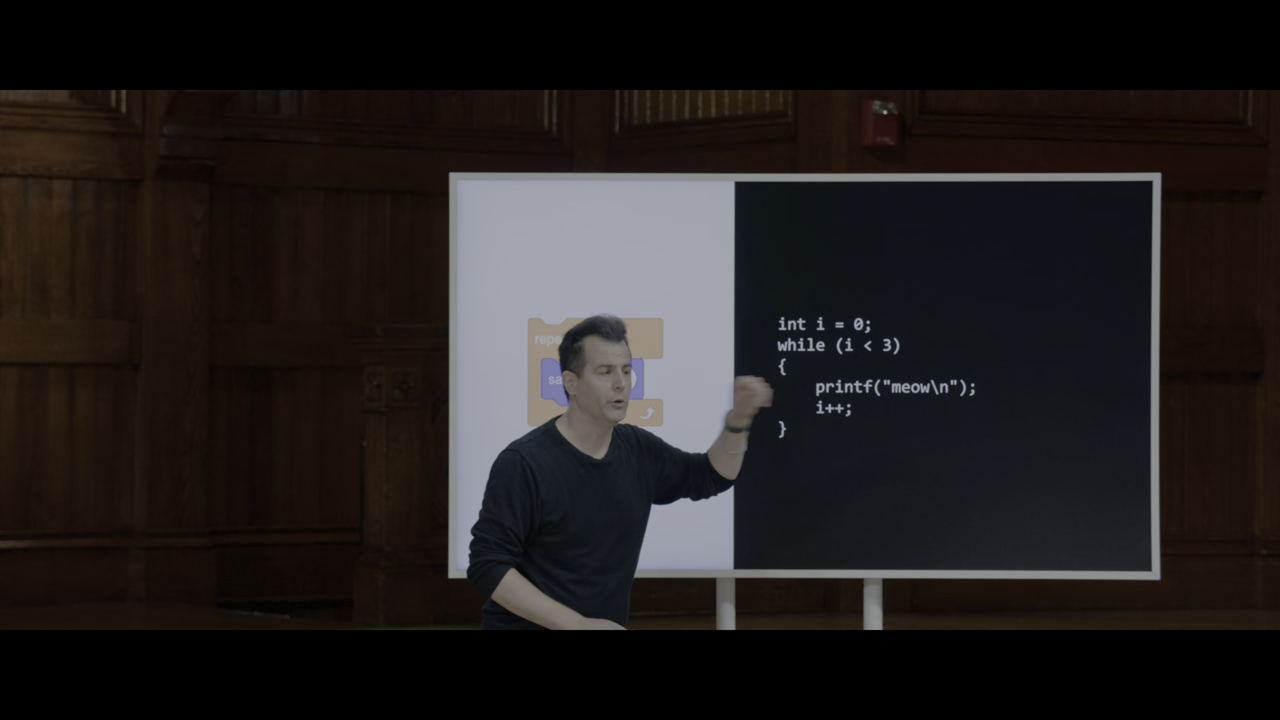 int i = 0;
while (i < 3)
{
    printf("meow\n");
    i++;
}